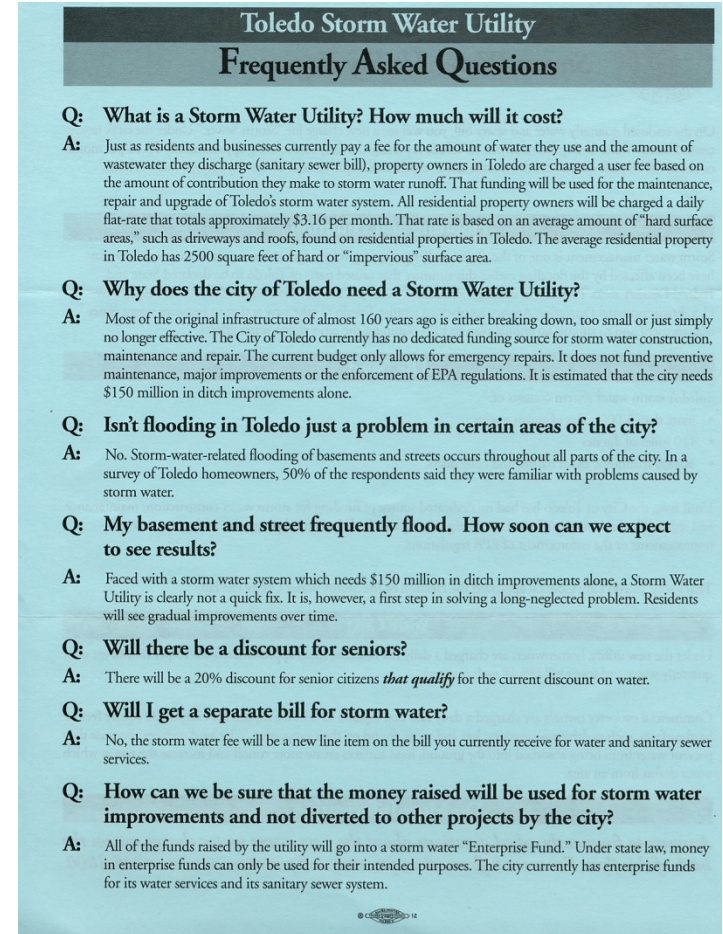 Toledo Storm Water Utility
Frequently Asked Questions
Q: What is a Storm Water Utility? How much will it cost?
A: Just as residents and businesses currently pay a fee for the amount of water they use and the amount of
wastewater they discharge (sanitary sewer bill), property owners in Toledo are charged a user fee based on
the amount of contribution they make to storm water runoff. That funding will be used for the maintenance,
repair and upgrade of Toledo's storm water system. All residential property owners will be charged a daily
flat-rate that totals approximately $3.16 per month. That rate is based on an average amount of “hard surface
areas,” such as driveways and roofs, found on residential properties in Toledo. The average residential property
in Toledo has 2500 square feet of hard or “impervious” surface area.
Q: Why does the city of Toledo need a Storm Water Utility?
A: Most of the original infrastructure of almost 160 years ago is either breaking down, too small or just simply
no longer effective. The City of Toledo currently has no dedicated funding source for storm water construction,
maintenance and repair. The current budget only allows for emergency repairs. It does not fund preventive
maintenance, major improvements or the enforcement of EPA regulations. It is estimated that the city needs
$150 million in ditch improvements alone.
Q: Isn't flooding in Toledo just a problem in certain areas of the city?
A: No. Storm-water-related flooding of basements and streets occurs throughout all parts of the city. In a
survey of Toledo homeowners, 50% of the respondents said they were familiar with problems caused by
storm water.
Q: My basement and street frequently flood. How soon can we expect
to see results?
A: Faced with a storm water system which needs $150 million in ditch improvements alone, a Storm Water
Utility is clearly not a quick fix. It is, however, a first step in solving a long-neglected problem. Residents
will see gradual improvements over time.
Q: Will there be a discount for seniors?
A: There will be a 20% discount for senior citizens that qualify for the current discount on water.
Q: Will I get a separate bill for storm water?
A: No, the storm water fee will be a new line item on the bill you currently receive for water and sanitary sewer
services.
Q: How can we be sure that the money raised will be used for storm water
improvements and not diverted to other projects by the city?
A: All of the funds raised by the utility will go into a storm water “Enterprise Fund.” Under state law, money
in enterprise funds can only be used for their intended purposes. The city currently has enterprise funds
for its water services and its sanitary sewer system.
12